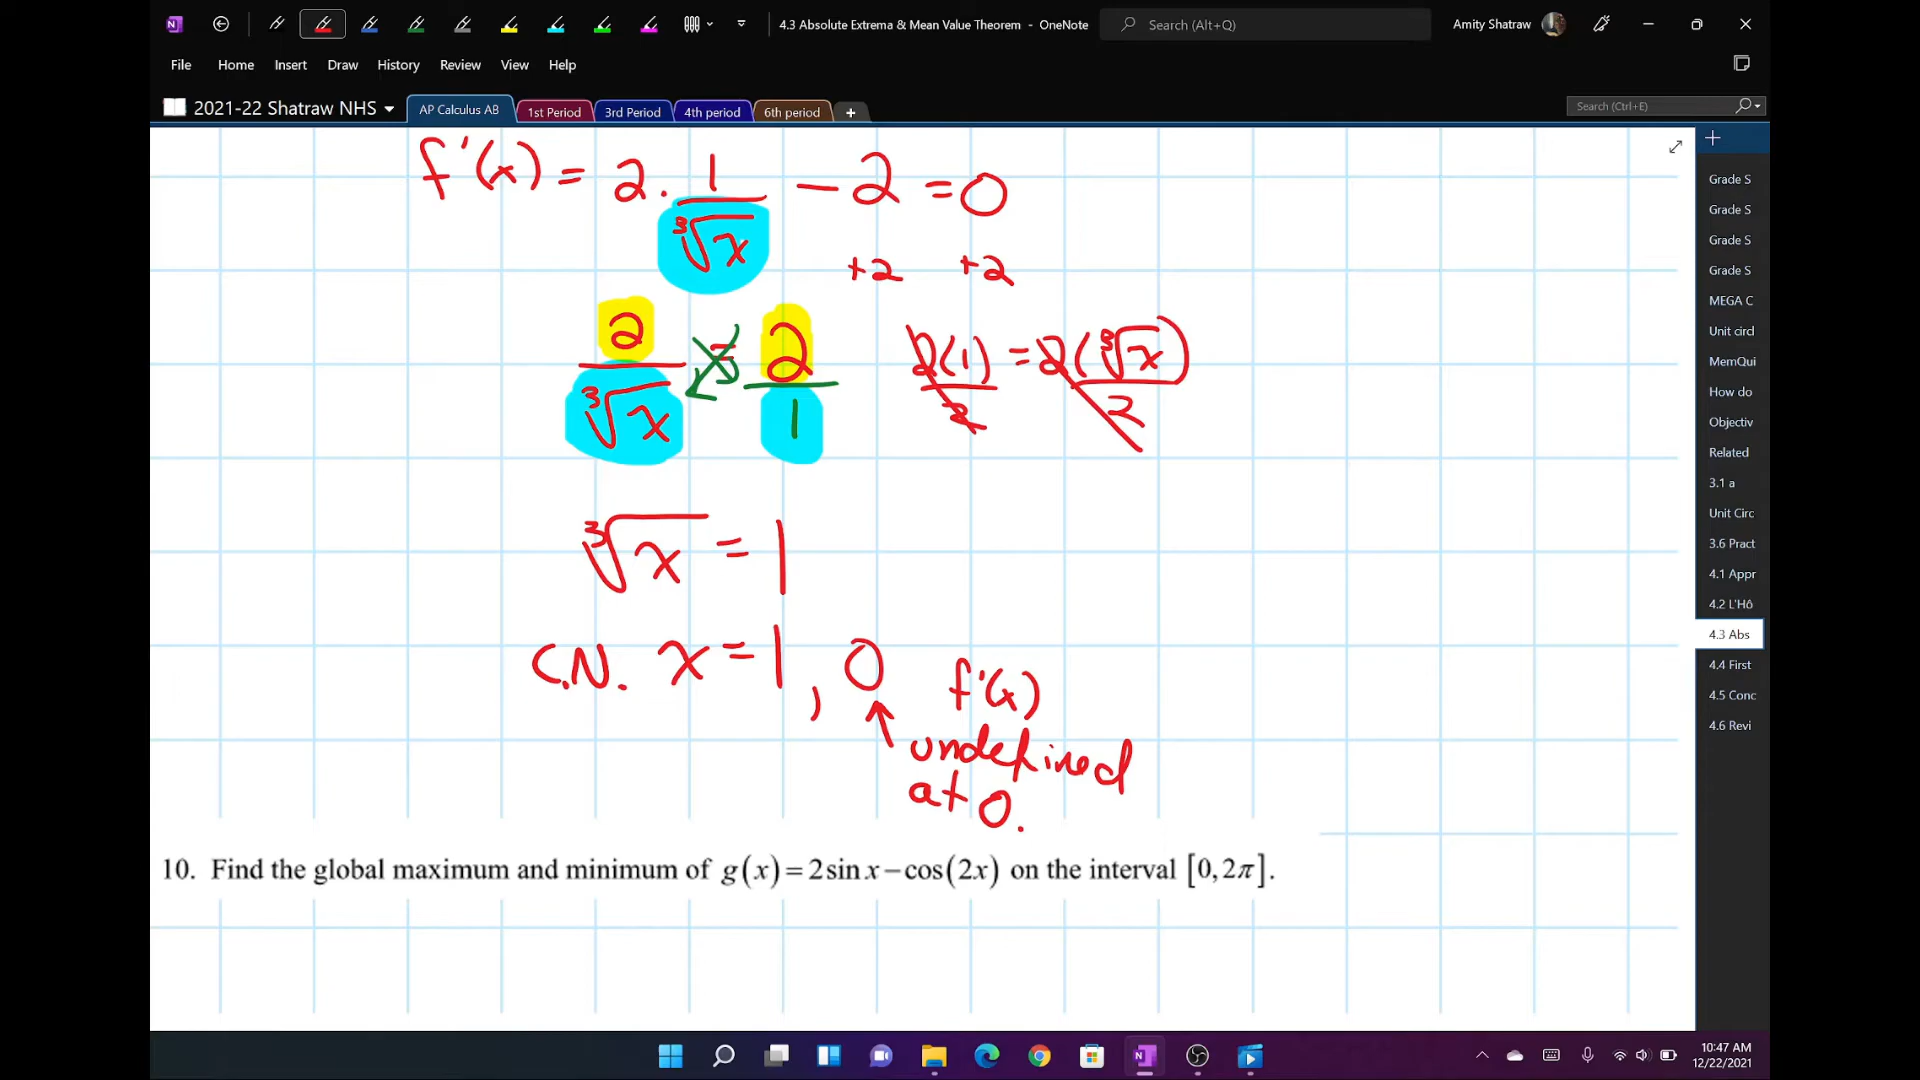 4.3 Absolute Extrema & Mean Value Theorem - OneNote
Search (Alt+Q)
Amity Shatraw
File Home Insert Draw History Review View Help
2021-22 Shatraw NHS
AP Calculus AB 1st Period 3rd Period 4th period 6th period
Search (Ctrl+E)
f'(x) = 2 · 1/∛x − 2 = 0
+2 +2
2/∛x = 2/1
2(1)/2 = 2(∛x)/2
∛x = 1
C.N. x = 1, 0
f'(x)
undefined
at 0.
10. Find the global maximum and minimum of g(x)=2sin x−cos(2x) on the interval [0,2π].
Grade S
Grade S
Grade S
Grade S
MEGA C
Unit circl
MemQui
How do
Objectiv
Related
3.1 a
Unit Circ
3.6 Pract
4.1 Appr
4.2 L'Hô
4.3 Abs
4.4 First
4.5 Conc
4.6 Revi
10:47 AM
12/22/2021